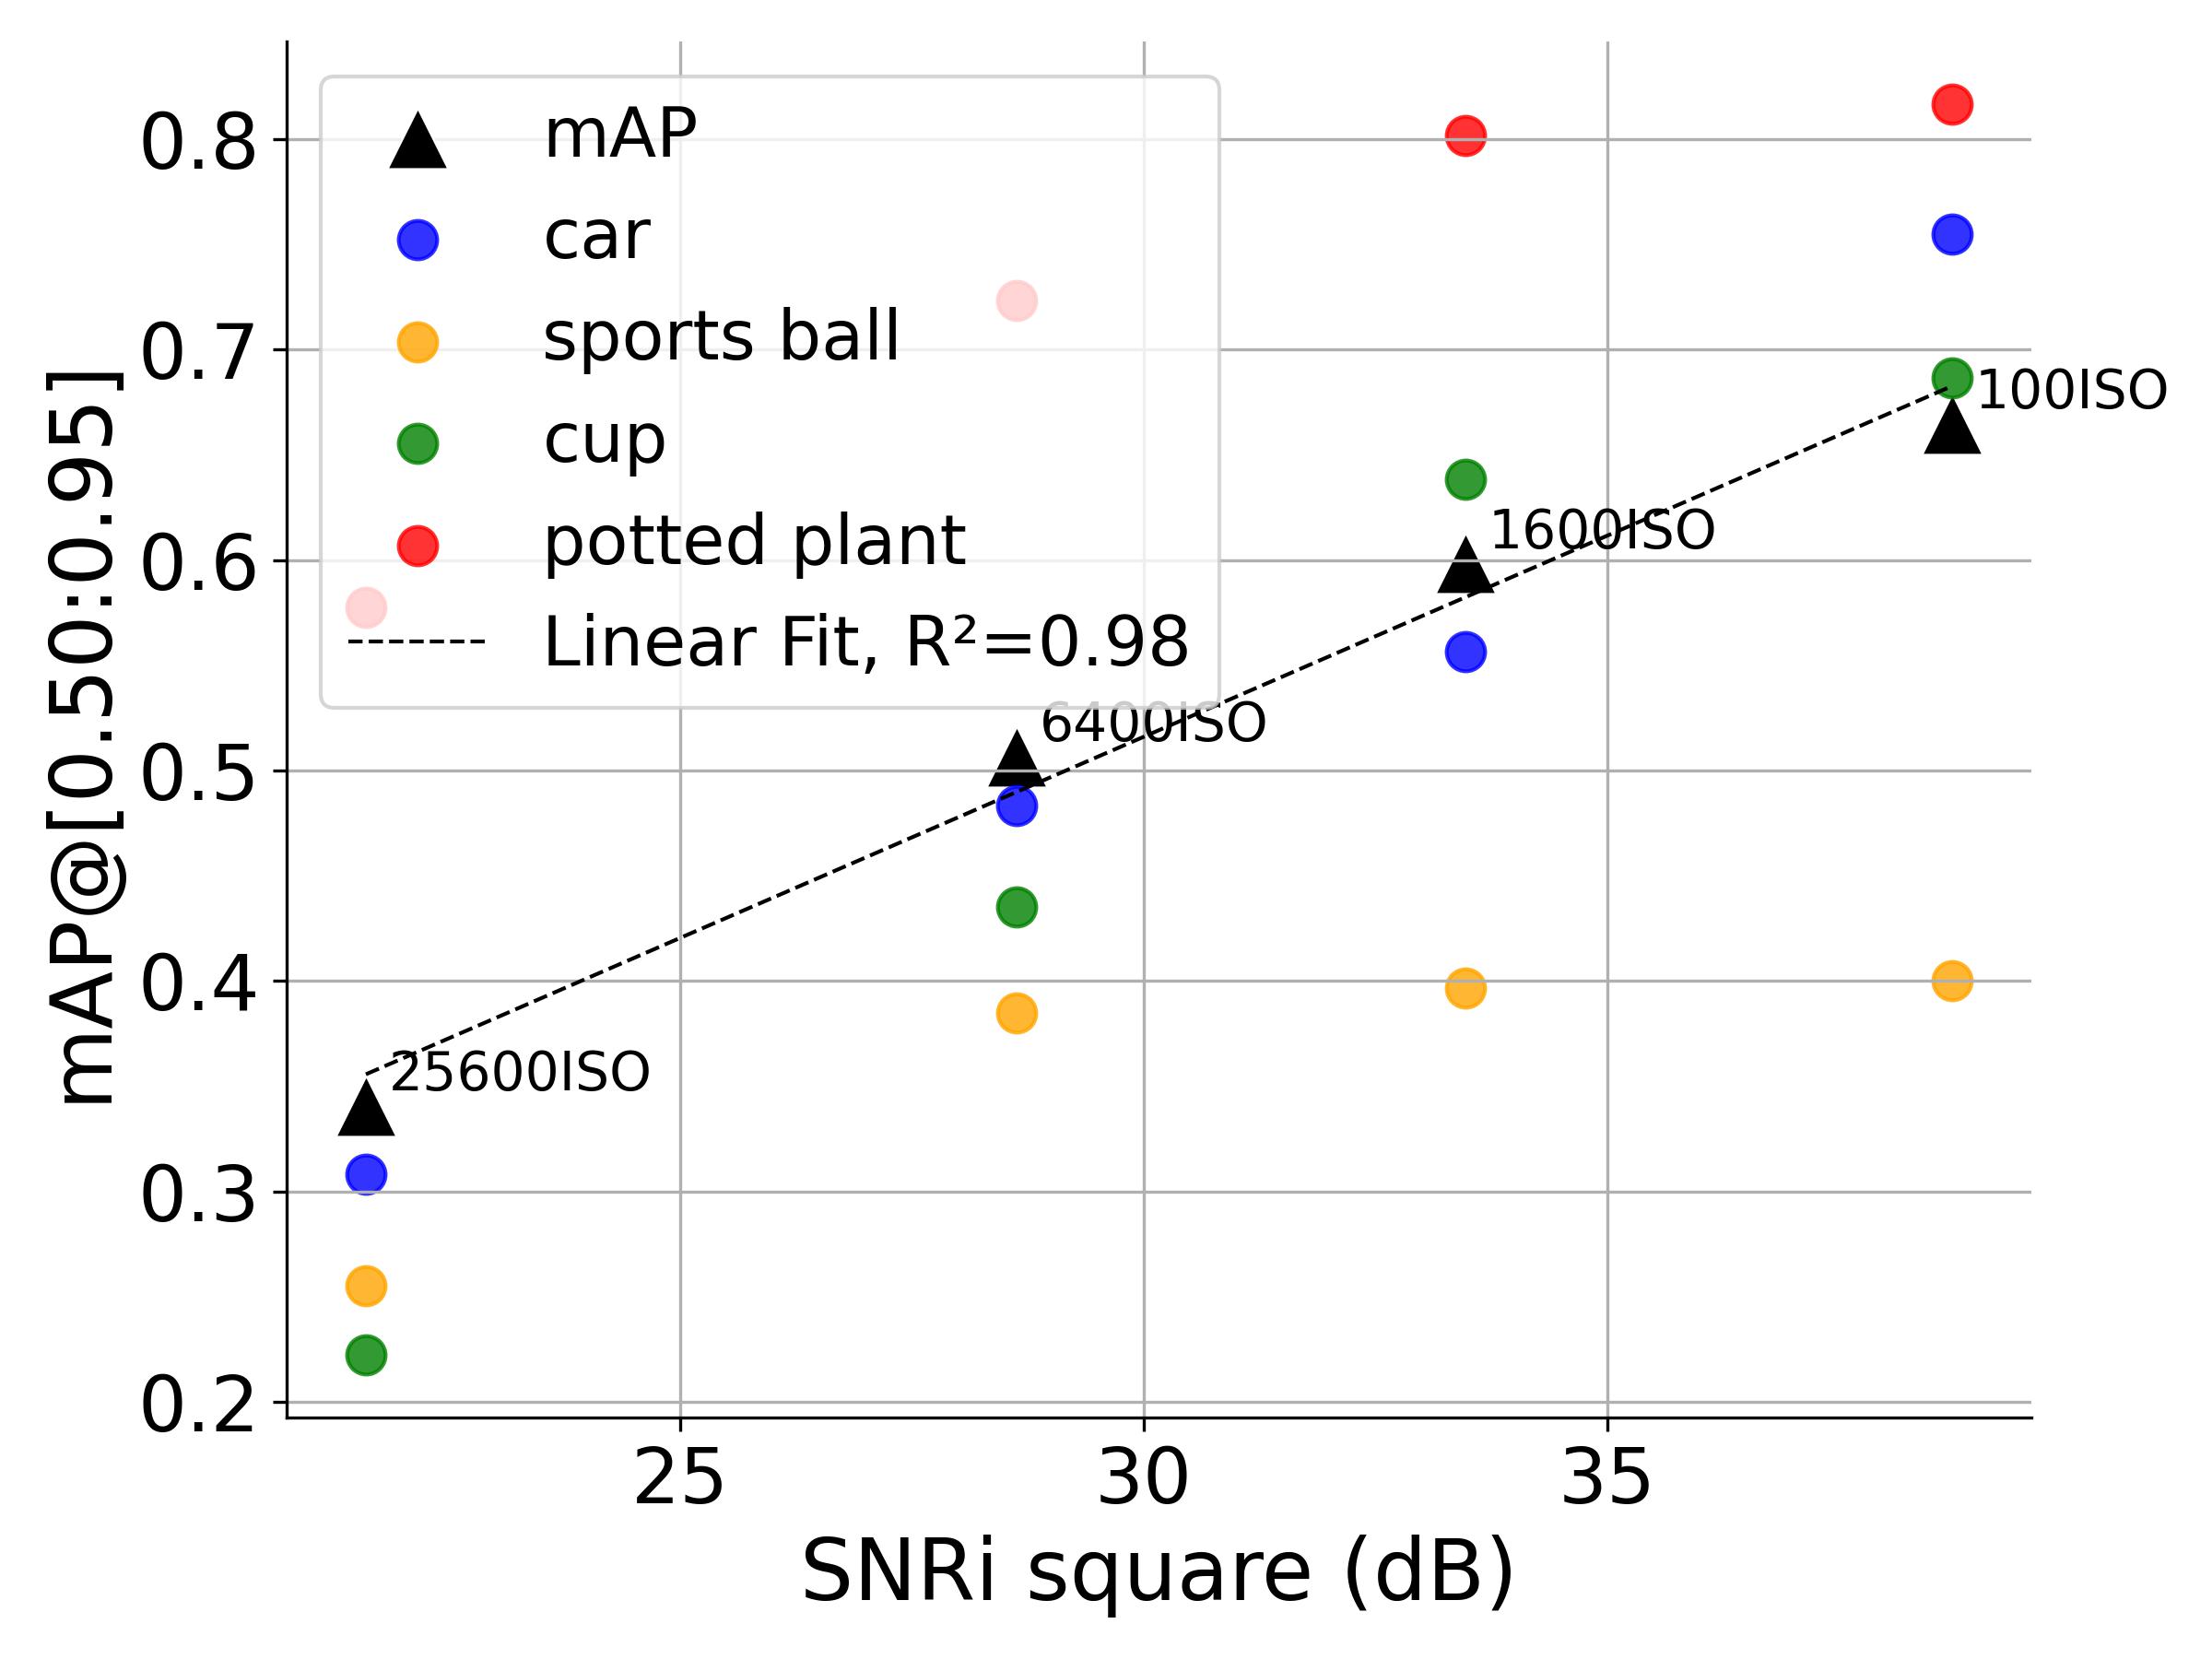 mAP
car
sports ball
cup
potted plant
Linear Fit, R²=0.98
100ISO
1600ISO
6400ISO
25600ISO
mAP@[0.50:0.95]
0.8
0.7
0.6
0.5
0.4
0.3
0.2
25 30 35
SNRi square (dB)